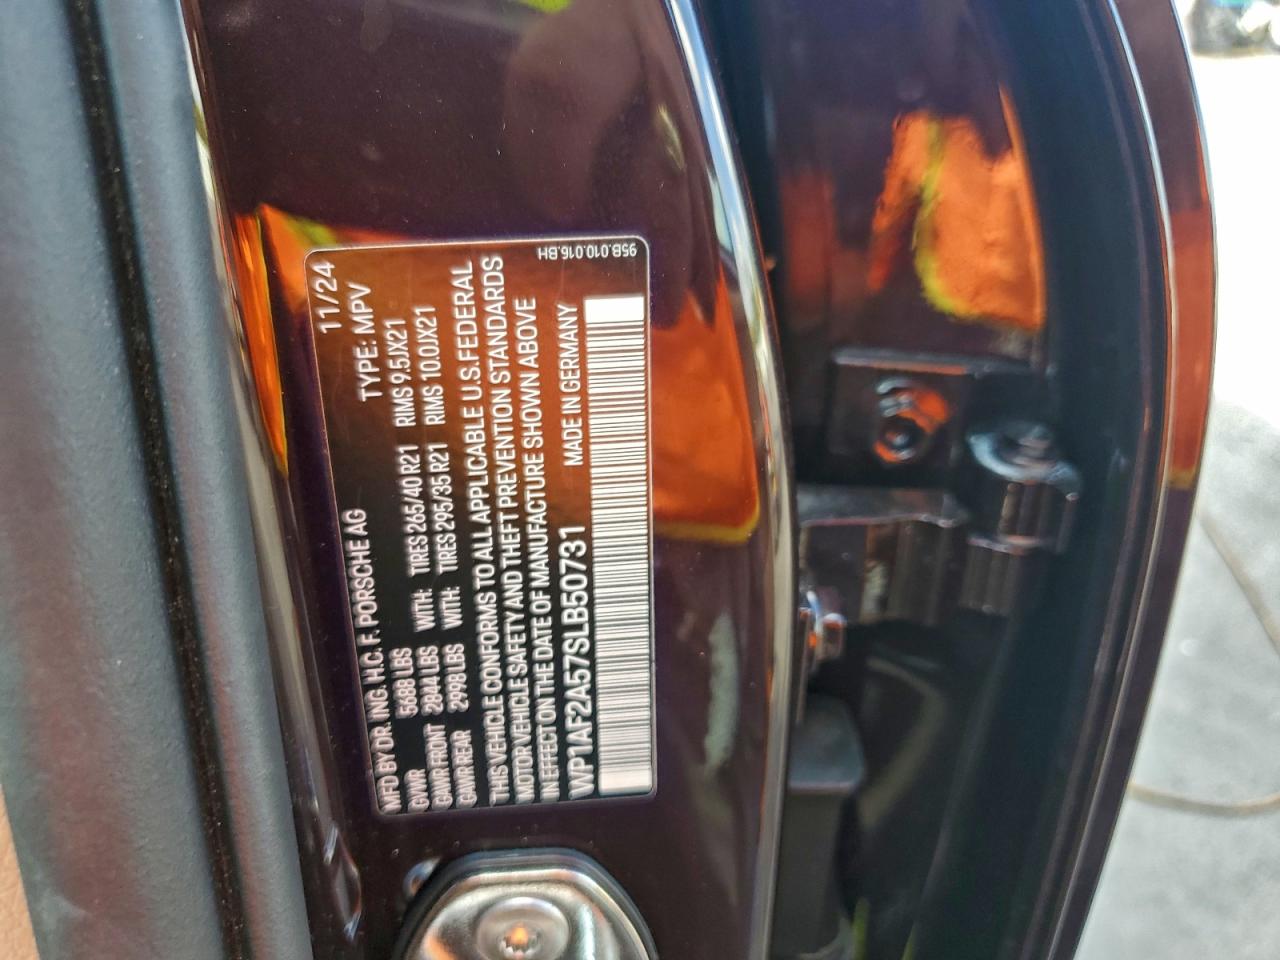 11/24
MFD BY DR. ING. H.C. F. PORSCHE AG TYPE: MPV
GVWR 5688 LBS
GAWR FRONT 2844 LBS WITH: TIRES 265/40 R21 RIMS 9.5JX21
GAWR REAR 2998 LBS WITH: TIRES 295/35 R21 RIMS 10.0JX21
THIS VEHICLE CONFORMS TO ALL APPLICABLE U.S.FEDERAL
MOTOR VEHICLE SAFETY AND THEFT PREVENTION STANDARDS
IN EFFECT ON THE DATE OF MANUFACTURE SHOWN ABOVE
WP1AF2A57SLB50731 MADE IN GERMANY
95B.010.016.BH